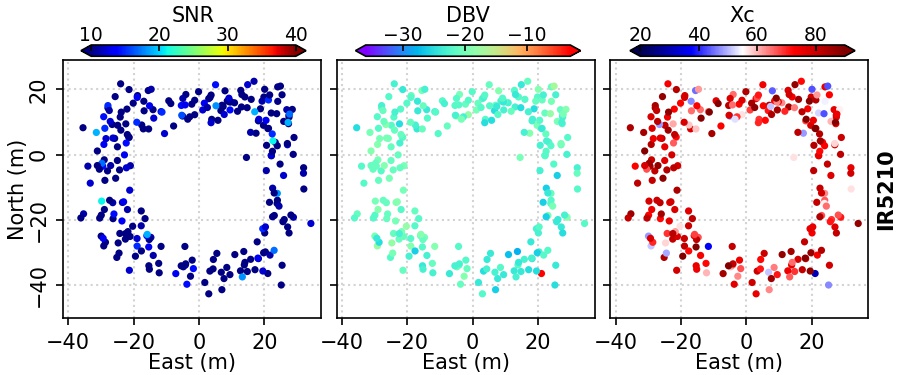 SNR DBV Xc
10 20 30 40 −30 −20 −10 20 40 60 80
20
0
−20
−40
North (m)
−40 −20 0 20 −40 −20 0 20 −40 −20 0 20
East (m) East (m) East (m)
IR5210